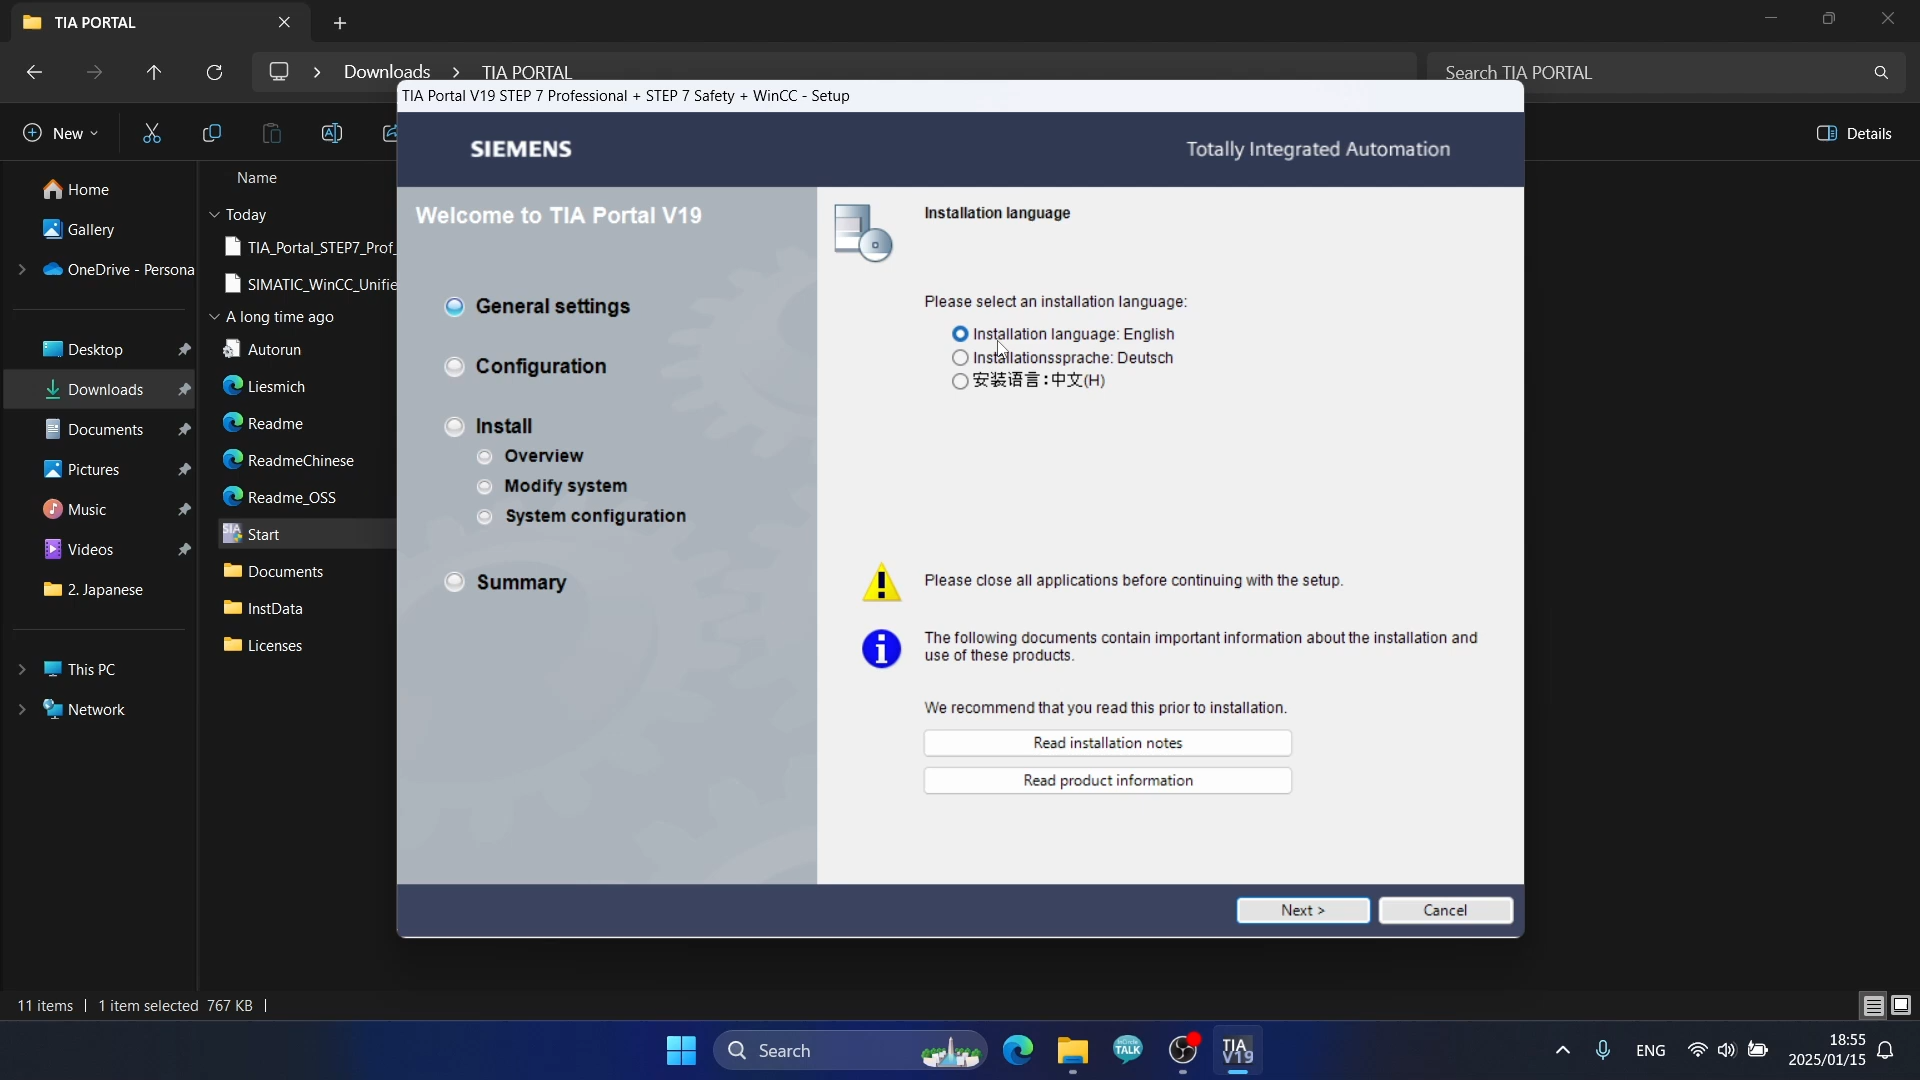 TIA PORTAL
Downloads
TIA PORTAL
Search TIA PORTAL
New
Details
Home
Gallery
OneDrive - Persona
Desktop
Downloads
Documents
Pictures
Music
Videos
2. Japanese
This PC
Network
Name
Today
TIA_Portal_STEP7_Prof_
SIMATIC_WinCC_Unifie
A long time ago
Autorun
Liesmich
Readme
ReadmeChinese
Readme_OSS
Start
Documents
InstData
Licenses
TIA Portal V19 STEP 7 Professional + STEP 7 Safety + WinCC - Setup
SIEMENS
Totally Integrated Automation
Welcome to TIA Portal V19
General settings
Configuration
Install
Overview
Modify system
System configuration
Summary
Installation language
Please select an installation language:
Installation language: English
Installationssprache: Deutsch
安装语言:中文(H)
Please close all applications before continuing with the setup.
The following documents contain important information about the installation and
use of these products.
We recommend that you read this prior to installation.
Read installation notes
Read product information
Next >
Cancel
11 items
1 item selected 767 KB
Search
TALK
TIA
V19
ENG
18:55
2025/01/15